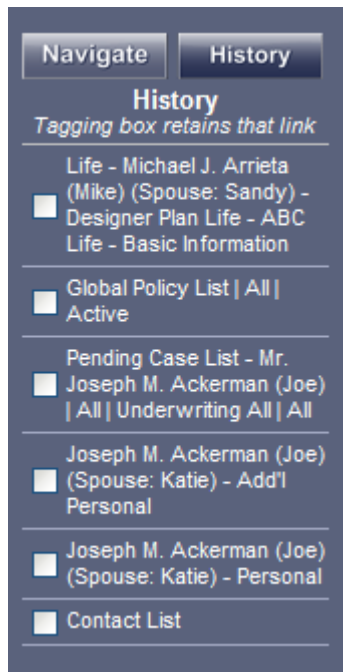 Navigate History
History
Tagging box retains that link
Life - Michael J. Arrieta
(Mike) (Spouse: Sandy) -
Designer Plan Life - ABC
Life - Basic Information
Global Policy List | All |
Active
Pending Case List - Mr.
Joseph M. Ackerman (Joe)
| All | Underwriting All | All
Joseph M. Ackerman (Joe)
(Spouse: Katie) - Add'l
Personal
Joseph M. Ackerman (Joe)
(Spouse: Katie) - Personal
Contact List